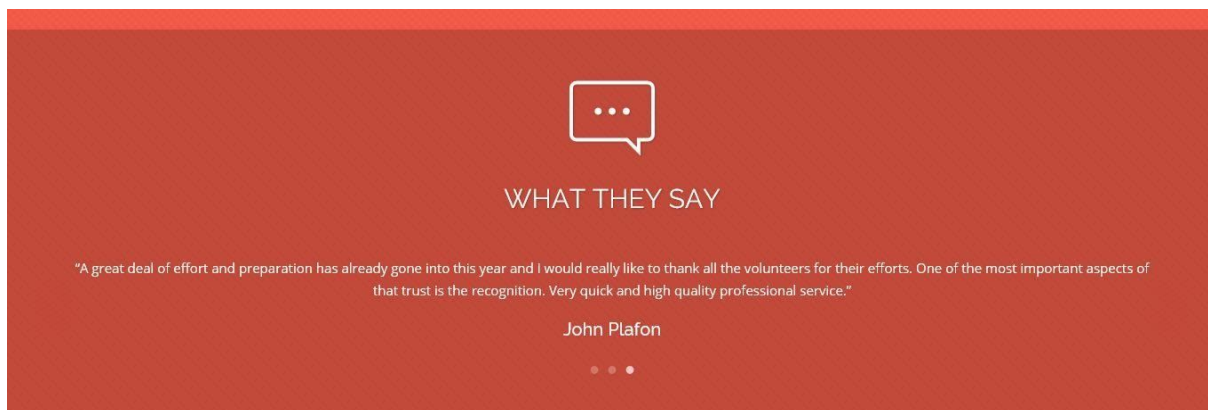 WHAT THEY SAY
“A great deal of effort and preparation has already gone into this year and I would really like to thank all the volunteers for their efforts. One of the most important aspects of
that trust is the recognition. Very quick and high quality professional service.”
John Plafon